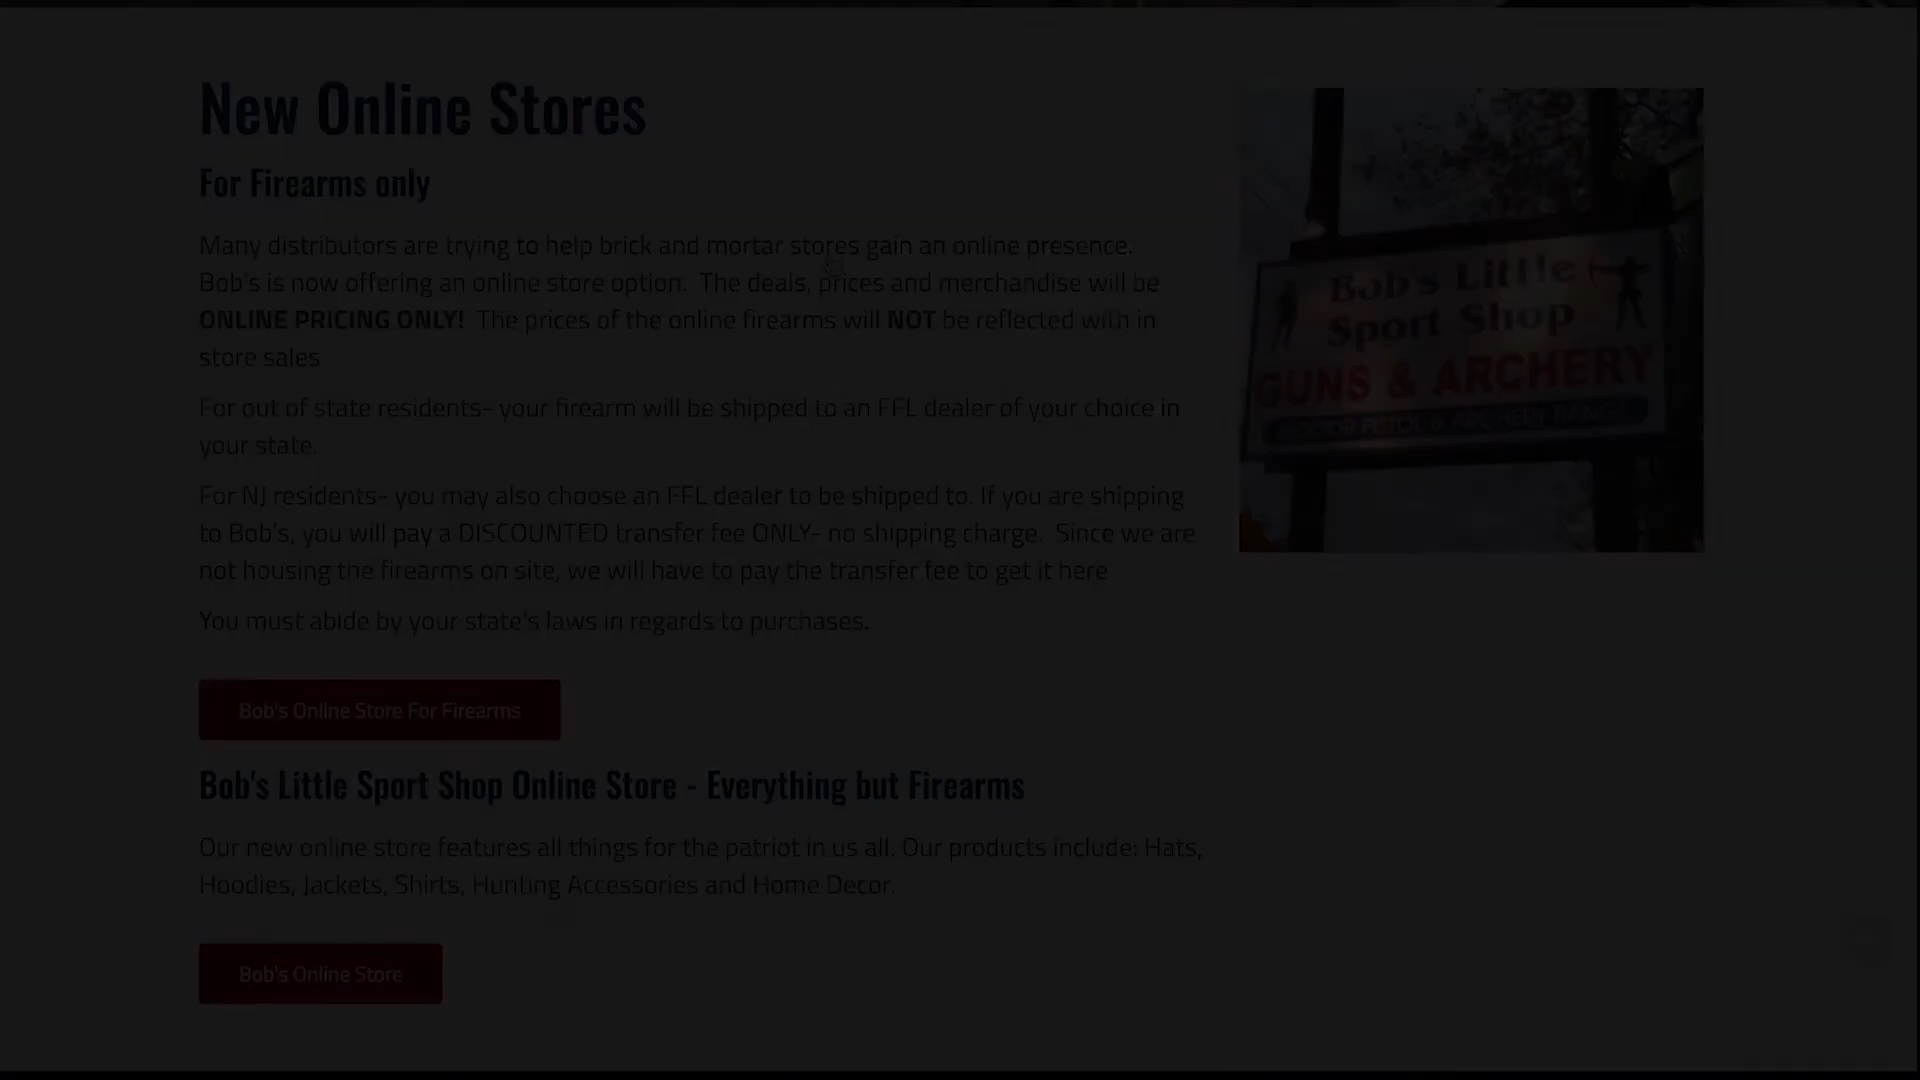 New Online Stores
For Firearms only
Many distributors are trying to help brick and mortar stores gain an online presence.
Bob's is now offering an online store option.  The deals, prices and merchandise will be
ONLINE PRICING ONLY!  The prices of the online firearms will NOT be reflected with in
store sales
For out of state residents- your firearm will be shipped to an FFL dealer of your choice in
your state.
For NJ residents- you may also choose an FFL dealer to be shipped to. If you are shipping
to Bob's, you will pay a DISCOUNTED transfer fee ONLY- no shipping charge.  Since we are
not housing the firearms on site, we will have to pay the transfer fee to get it here
You must abide by your state's laws in regards to purchases.
Bob's Online Store For Firearms
Bob's Little Sport Shop Online Store - Everything but Firearms
Our new online store features all things for the patriot in us all. Our products include: Hats,
Hoodies, Jackets, Shirts, Hunting Accessories and Home Decor.
Bob's Online Store
Bob's Little
Sport Shop
GUNS & ARCHERY
INDOOR PISTOL & ARCHERY RANGE